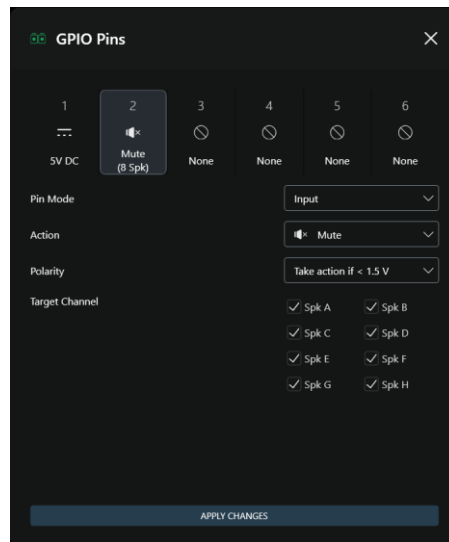 GPIO Pins
1 2 3 4 5 6
5V DC Mute (8 Spk) None None None None
Pin Mode Input
Action Mute
Polarity Take action if < 1.5 V
Target Channel Spk A Spk B
Spk C Spk D
Spk E Spk F
Spk G Spk H
APPLY CHANGES